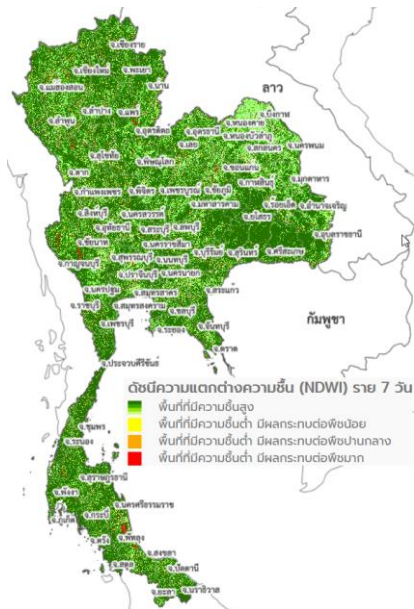 จ.เชียงราย
จ.เชียงใหม่ จ.พะเยา
จ.แม่ฮ่องสอน จ.น่าน
ลาว
จ.ลำปาง จ.แพร่ จ.บึงกาฬ
จ.ลำพูน จ.หนองคาย
จ.อุตรดิตถ์ จ.อุดรธานี จ.หนองบัวลำภู
จ.เลย จ.สกลนคร จ.นครพนม
จ.สุโขทัย จ.พิษณุโลก
จ.ตาก จ.ขอนแก่น จ.มุกดาหาร
จ.กำแพงเพชร จ.พิจิตร จ.เพชรบูรณ์ จ.ชัยภูมิ จ.กาฬสินธุ์
จ.มหาสารคาม จ.ร้อยเอ็ด จ.อำนาจเจริญ
จ.สิงห์บุรี จ.นครสวรรค์ จ.ยโสธร
จ.อุทัยธานี จ.สระบุรี จ.ลพบุรี
จ.ชัยนาท จ.นครราชสีมา จ.อุบลราชธานี
จ.สุพรรณบุรี จ.นนทบุรี จ.บุรีรัมย์ จ.สุรินทร์ จ.ศรีสะเกษ
จ.กาญจนบุรี จ.ปราจีนบุรี จ.นครนายก
จ.นครปฐม จ.สมุทรสาคร จ.สระแก้ว
จ.ราชบุรี จ.สมุทรสงคราม จ.ชลบุรี
จ.เพชรบุรี จ.ระยอง จ.จันทบุรี
กัมพูชา
จ.ตราด
จ.ประจวบคีรีขันธ์
ดัชนีความแตกต่างความชื้น (NDWI) ราย 7 วัน
พื้นที่ที่มีความชื้นสูง
พื้นที่ที่มีความชื้นต่ำ มีผลกระทบต่อพืชน้อย
พื้นที่ที่มีความชื้นต่ำ มีผลกระทบต่อพืชปานกลาง
พื้นที่ที่มีความชื้นต่ำ มีผลกระทบต่อพืชมาก
จ.ชุมพร
จ.ระนอง
จ.สุราษฎร์ธานี
จ.พังงา จ.นครศรีธรรมราช
จ.กระบี่
จ.ภูเก็ต
จ.ตรัง จ.พัทลุง
จ.สงขลา
จ.สตูล จ.ปัตตานี
จ.ยะลา จ.นราธิวาส